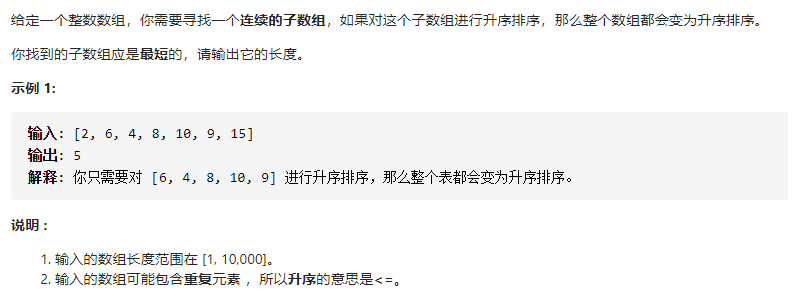 给定一个整数数组，你需要寻找一个连续的子数组，如果对这个子数组进行升序排序，那么整个数组都会变为升序排序。
你找到的子数组应是最短的，请输出它的长度。
示例 1:
输入: [2, 6, 4, 8, 10, 9, 15]
输出: 5
解释: 你只需要对 [6, 4, 8, 10, 9] 进行升序排序，那么整个表都会变为升序排序。
说明 :
1. 输入的数组长度范围在 [1, 10,000]。
2. 输入的数组可能包含重复元素 ，所以升序的意思是<=。